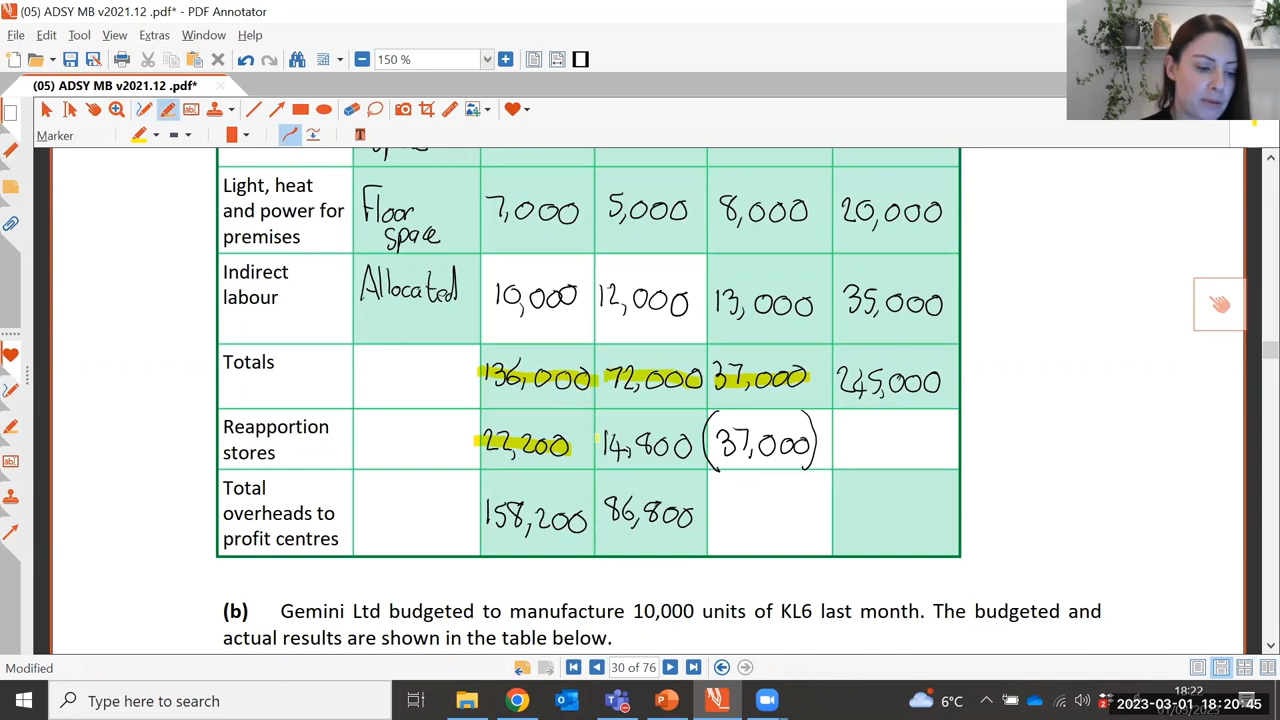 (05) ADSY MB v2021.12 .pdf* - PDF Annotator
File Edit Tool View Extras Window Help
150 %
(05) ADSY MB v2021.12 .pdf*
Marker
Light, heat and power for premises
Floor space
7,000
5,000
8,000
20,000
Indirect labour
Allocated
10,000
12,000
13,000
35,000
Totals
136,000
72,000
37,000
245,000
Reapportion stores
22,200
14,800
(37,000)
Total overheads to profit centres
158,200
86,800
(b) Gemini Ltd budgeted to manufacture 10,000 units of KL6 last month. The budgeted and
actual results are shown in the table below.
Modified
30 of 76
Type here to search
6°C
18:22
2023-03-01 18:20:45